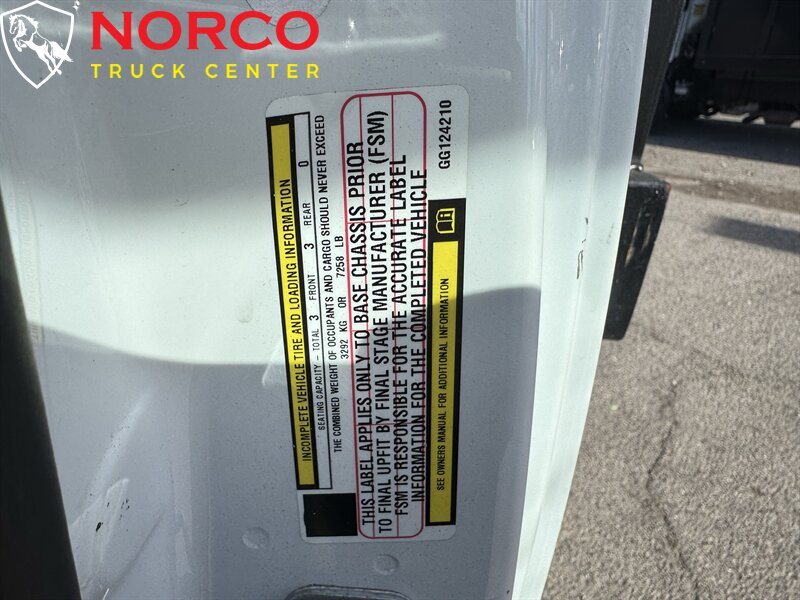 NORCO
TRUCK CENTER
INCOMPLETE VEHICLE TIRE AND LOADING INFORMATION
SEATING CAPACITY - TOTAL 3 FRONT 3 REAR 0
THE COMBINED WEIGHT OF OCCUPANTS AND CARGO SHOULD NEVER EXCEED
3292 KG OR 7258 LB
THIS LABEL APPLIES ONLY TO BASE CHASSIS PRIOR
TO FINAL UPFIT BY FINAL STAGE MANUFACTURER (FSM)
FSM IS RESPONSIBLE FOR THE ACCURATE LABEL
INFORMATION FOR THE COMPLETED VEHICLE
SEE OWNERS MANUAL FOR ADDITIONAL INFORMATION
GG124210